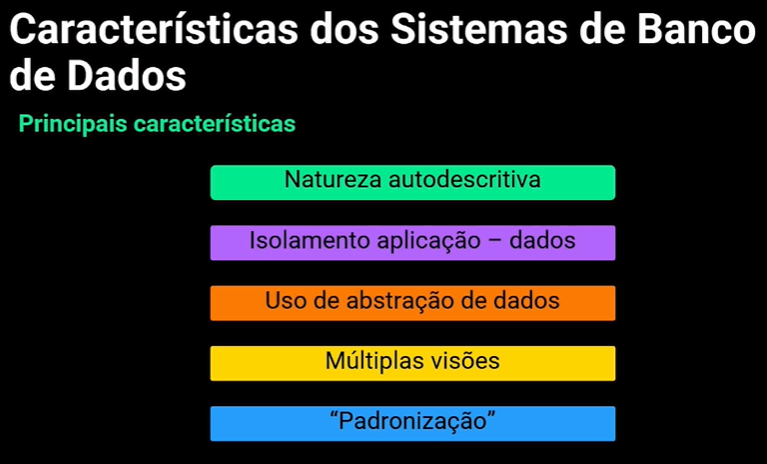 Características dos Sistemas de Banco
de Dados
Principais características
Natureza autodescritiva
Isolamento aplicação – dados
Uso de abstração de dados
Múltiplas visões
“Padronização”